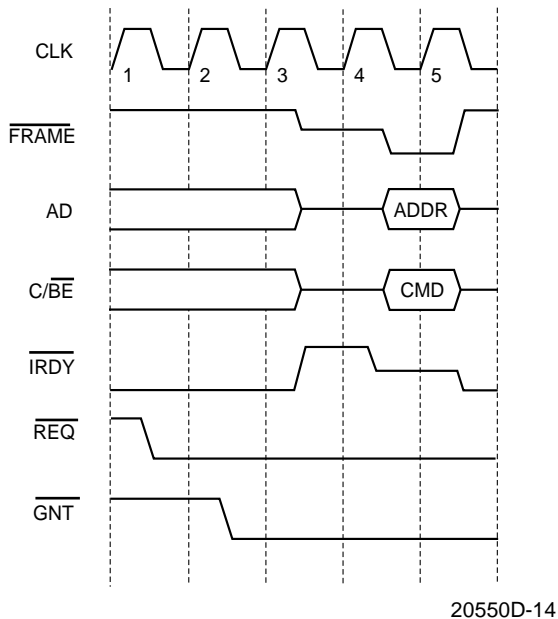 CLK
1 2 3 4 5
FRAME
AD ADDR
C/BE CMD
IRDY
REQ
GNT
20550D-14